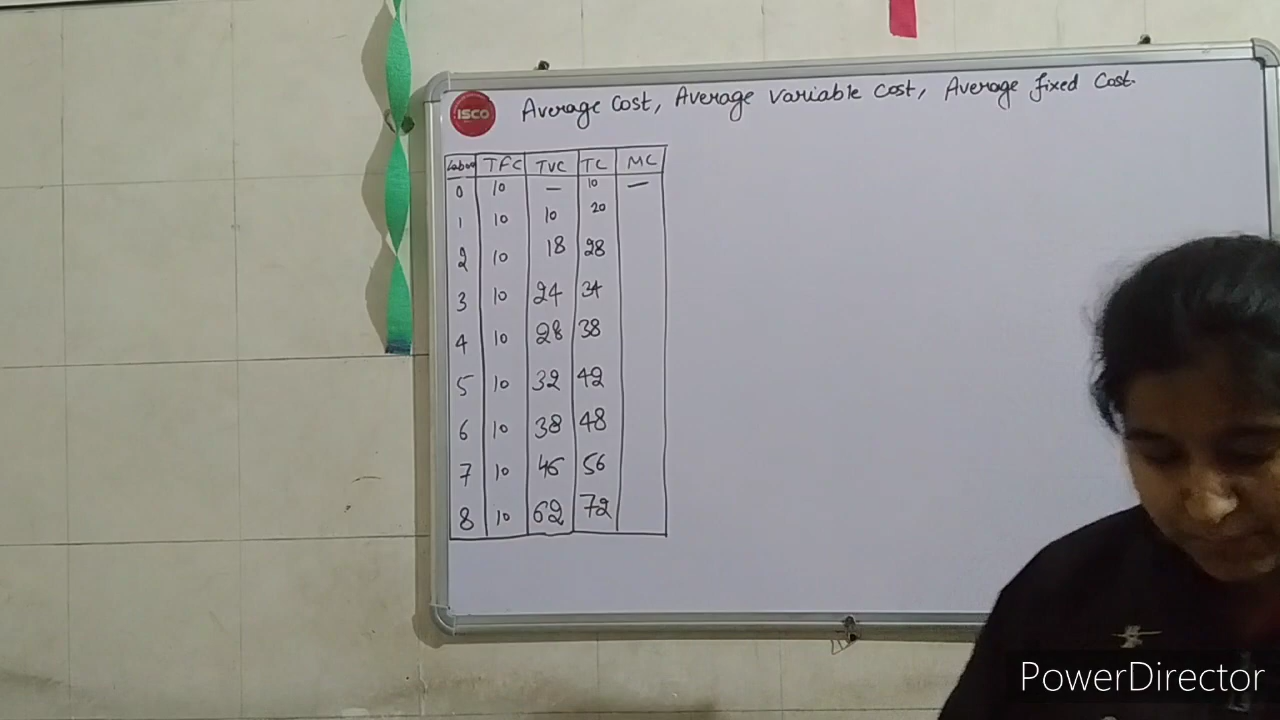 ISCO Average Cost, Average Variable Cost, Average fixed Cost.
Labour TFC TVC TC MC
0 10 — 10 —
1 10 10 20
2 10 18 28
3 10 24 34
4 10 28 38
5 10 32 42
6 10 38 48
7 10 46 56
8 10 62 72
PowerDirector